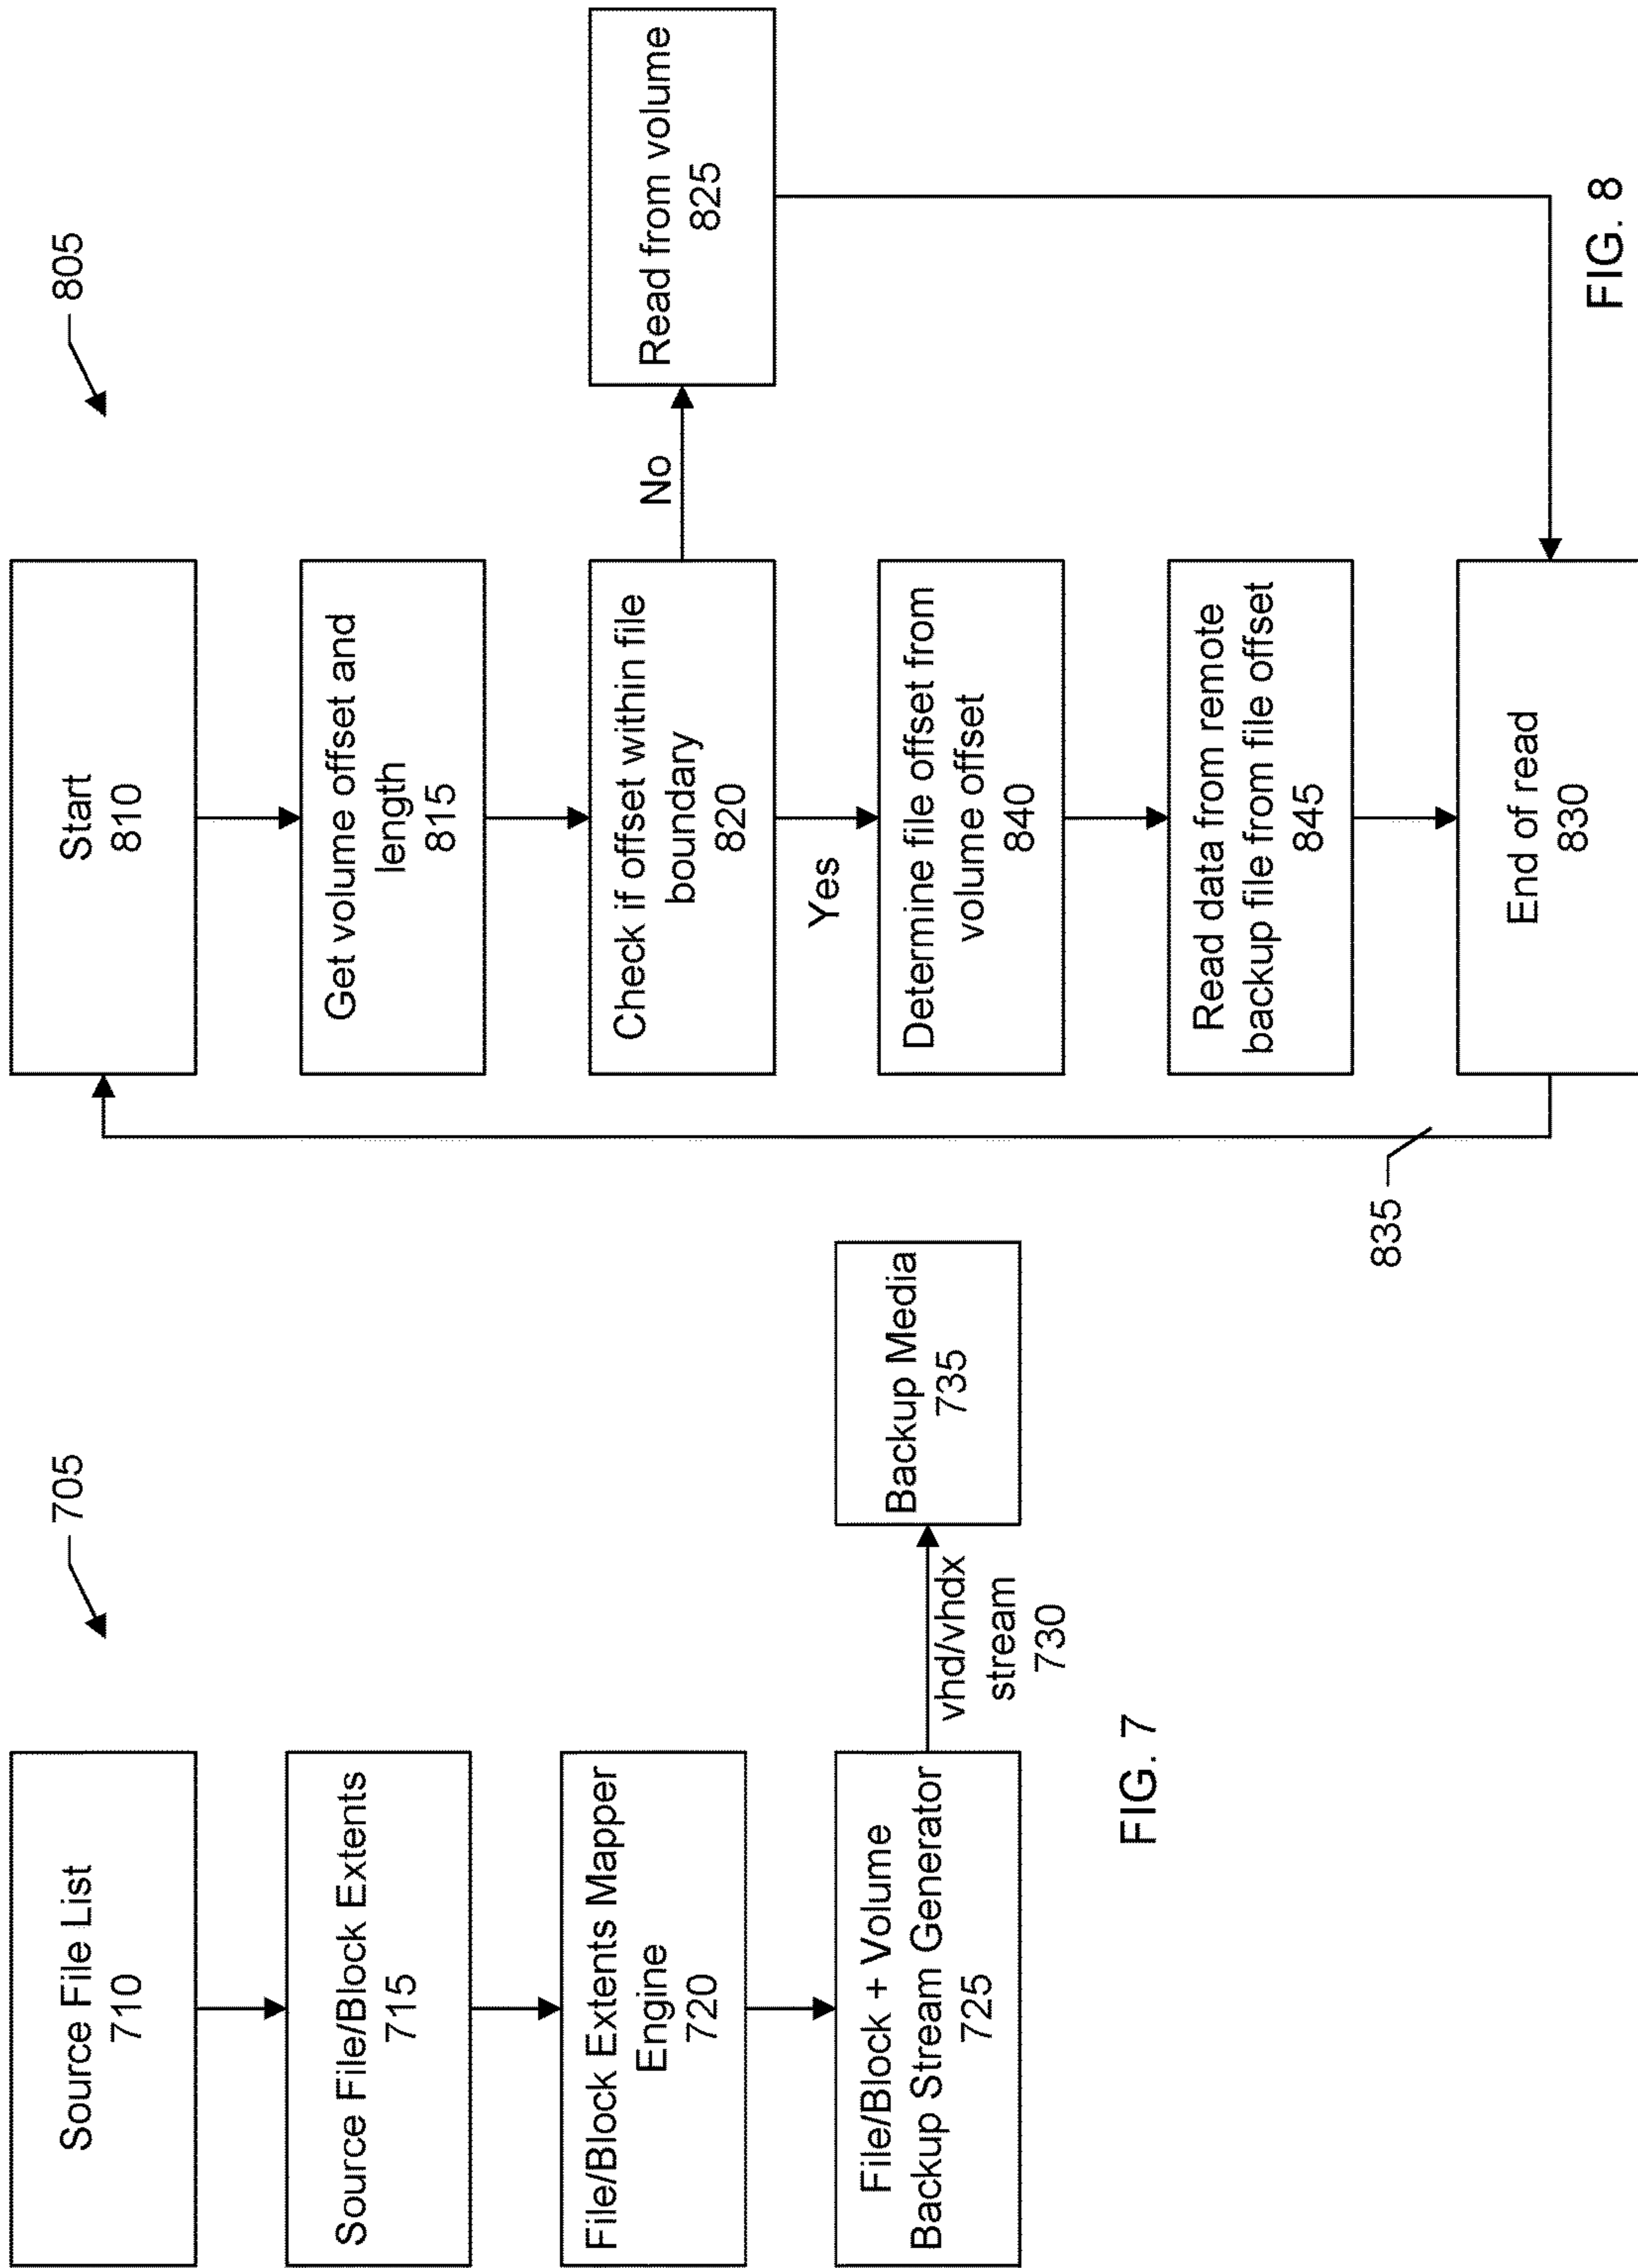 705
Source File List
710
Source File/Block Extents
715
File/Block Extents Mapper
Engine
720
File/Block + Volume
Backup Stream Generator
725
vhd/vhdx
stream
730
Backup Media
735
FIG. 7
805
Start
810
Get volume offset and
length
815
Check if offset within file
boundary
820
No
Read from volume
825
Yes
Determine file offset from
volume offset
840
Read data from remote
backup file from file offset
845
End of read
830
835
FIG. 8